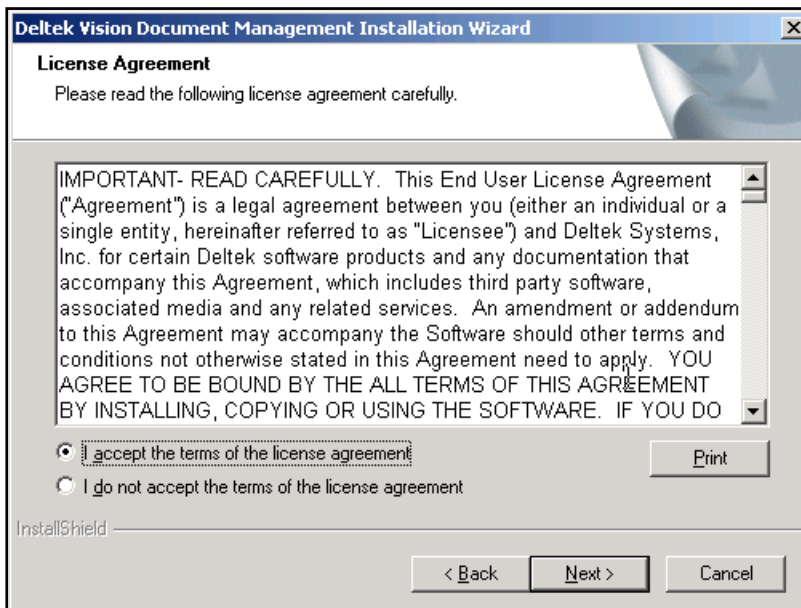 Deltek Vision Document Management Installation Wizard
License Agreement
Please read the following license agreement carefully.
IMPORTANT- READ CAREFULLY.  This End User License Agreement
("Agreement") is a legal agreement between you (either an individual or a
single entity, hereinafter referred to as "Licensee") and Deltek Systems,
Inc. for certain Deltek software products and any documentation that
accompany this Agreement, which includes third party software,
associated media and any related services.  An amendment or addendum
to this Agreement may accompany the Software should other terms and
conditions not otherwise stated in this Agreement need to apply.  YOU
AGREE TO BE BOUND BY THE ALL TERMS OF THIS AGREEMENT
BY INSTALLING, COPYING OR USING THE SOFTWARE.  IF YOU DO
I accept the terms of the license agreement
Print
I do not accept the terms of the license agreement
InstallShield
< Back
Next >
Cancel